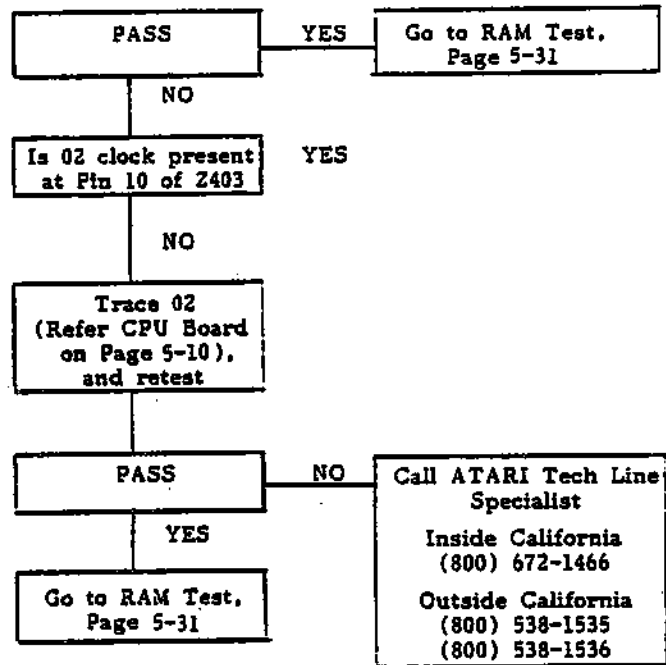 PASS
YES
Go to RAM Test,
Page 5-31
NO
Is 02 clock present
at Pin 10 of Z403
YES
NO
Trace 02
(Refer CPU Board
on Page 5-10),
and retest
PASS
NO
Call ATARI Tech Line
Specialist
Inside California
(800) 672-1466
Outside California
(800) 538-1535
(800) 538-1536
YES
Go to RAM Test,
Page 5-31